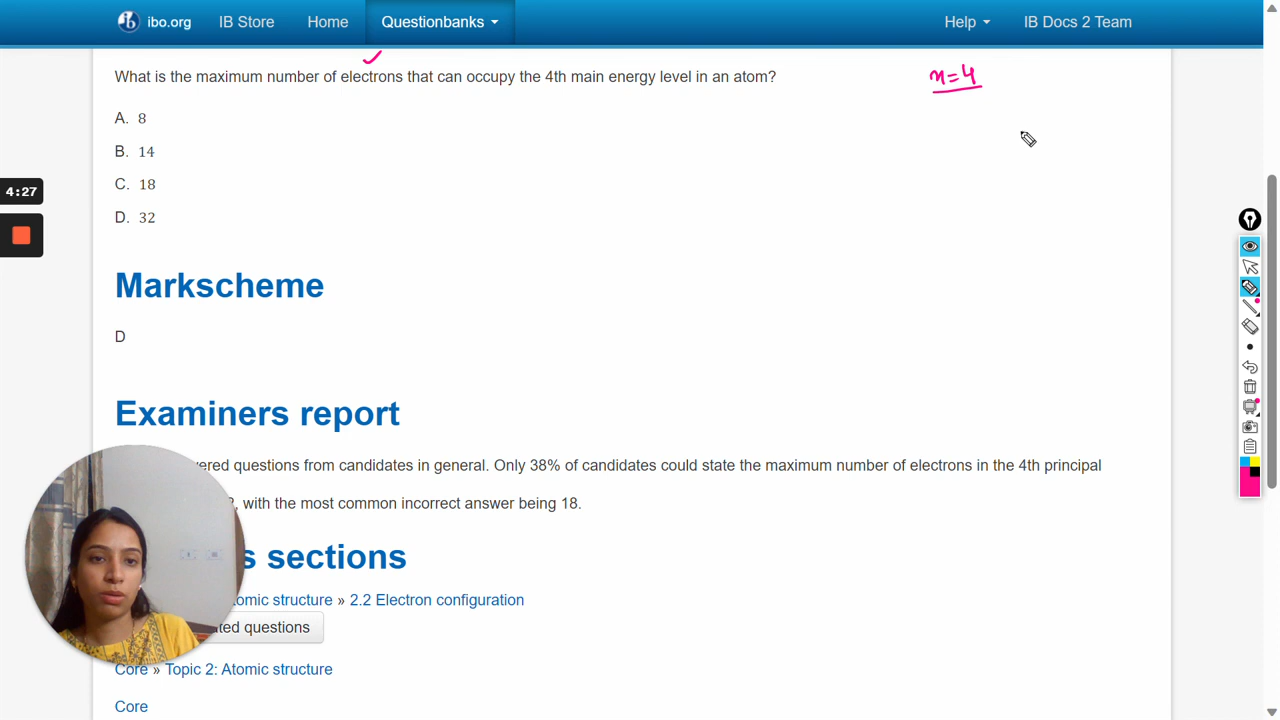 ibo.org IB Store Home Questionbanks Help IB Docs 2 Team
What is the maximum number of electrons that can occupy the 4th main energy level in an atom?
n=4
A. 8
B. 14
C. 18
D. 32
4:27
Markscheme
D
Examiners report
ered questions from candidates in general. Only 38% of candidates could state the maximum number of electrons in the 4th principal
, with the most common incorrect answer being 18.
s sections
tomic structure » 2.2 Electron configuration
ted questions
Core » Topic 2: Atomic structure
Core